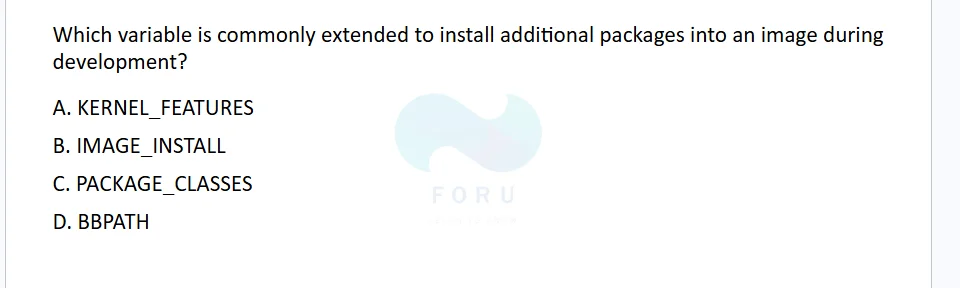 Which variable is commonly extended to install additional packages into an image during
development?
A. KERNEL_FEATURES
B. IMAGE_INSTALL
C. PACKAGE_CLASSES
D. BBPATH
FORU